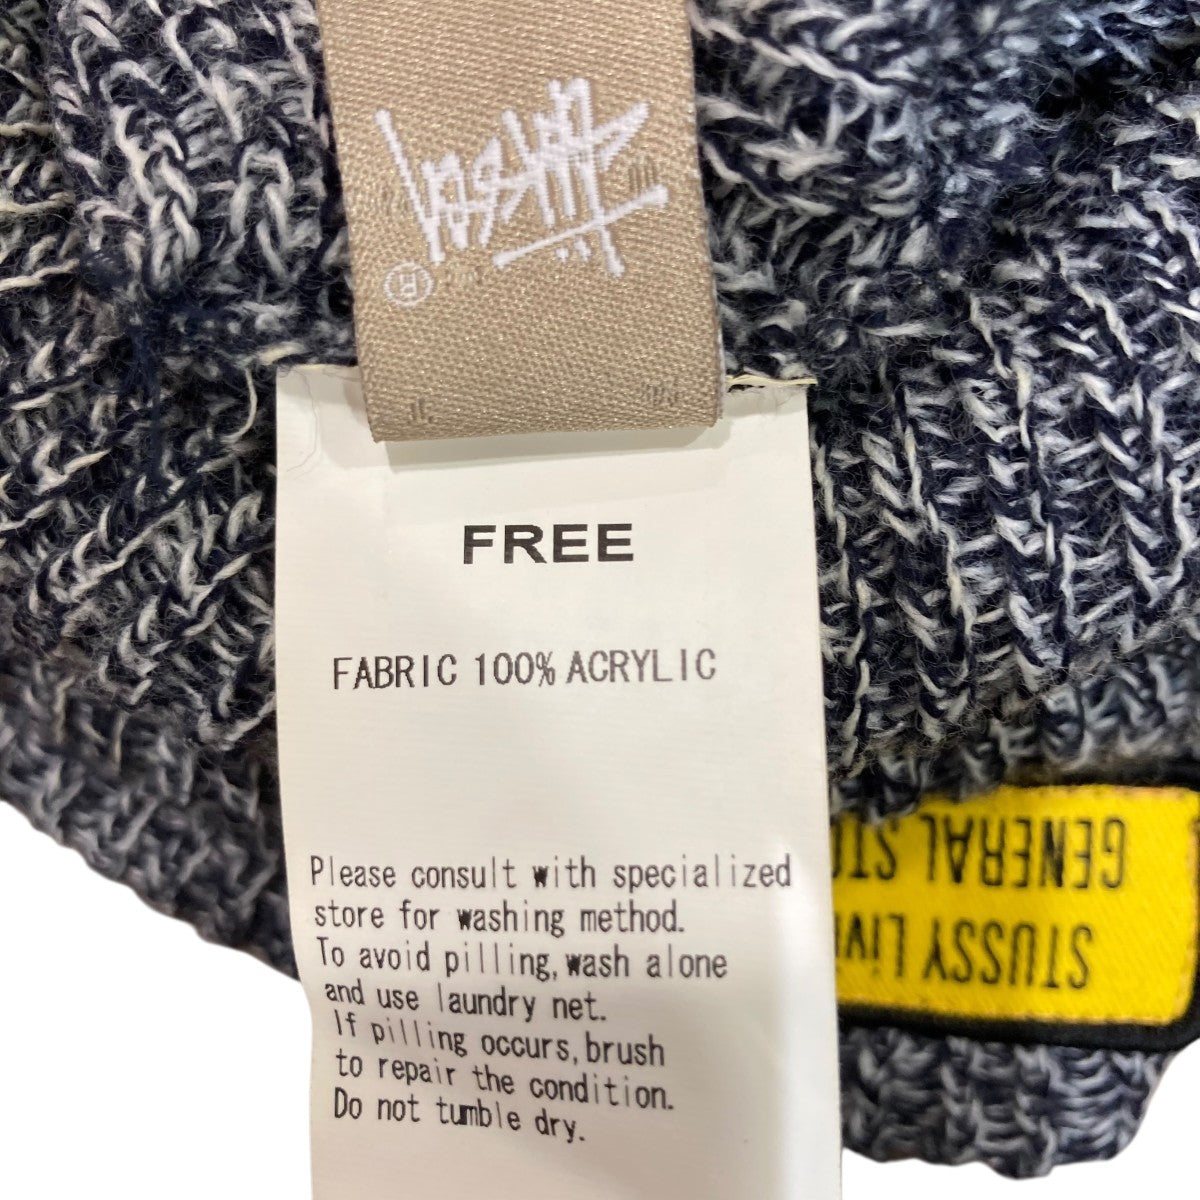 ®
FREE
FABRIC 100% ACRYLIC
Please consult with specialized
store for washing method.
To avoid pilling, wash alone
and use laundry net.
If pilling occurs, brush
to repair the condition.
Do not tumble dry.
STUSSY Livi
GENERAL STO